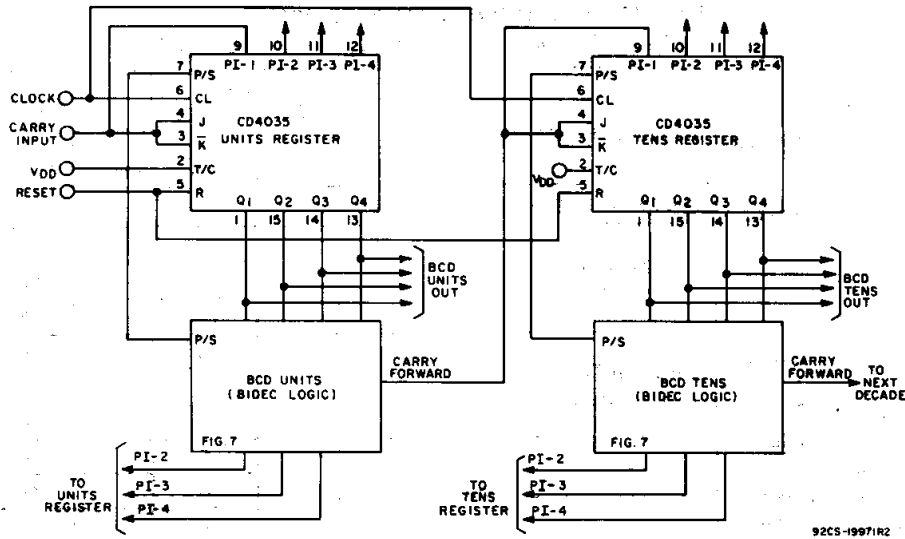 9 10 11 12
PI-1 PI-2 PI-3 PI-4
7 P/S
CLOCK 6 CL
CARRY INPUT
4 J
3 K̅
CD4035
UNITS REGISTER
VDD 2 T/C
RESET 5 R
Q1 Q2 Q3 Q4
1 15 14 13
BCD
UNITS
OUT
P/S
BCD UNITS
(BIDEC LOGIC)
FIG. 7
CARRY
FORWARD
PI-2
PI-3
PI-4
TO
UNITS
REGISTER
9 10 11 12
PI-1 PI-2 PI-3 PI-4
7 P/S
6 CL
4 J
3 K̅
CD4035
TENS REGISTER
VDD 2 T/C
5 R
Q1 Q2 Q3 Q4
1 15 14 13
BCD
TENS
OUT
P/S
BCD TENS
(BIDEC LOGIC)
FIG. 7
CARRY
FORWARD
TO
NEXT
DECADE
PI-2
PI-3
PI-4
TO
TENS
REGISTER
92CS-19971R2